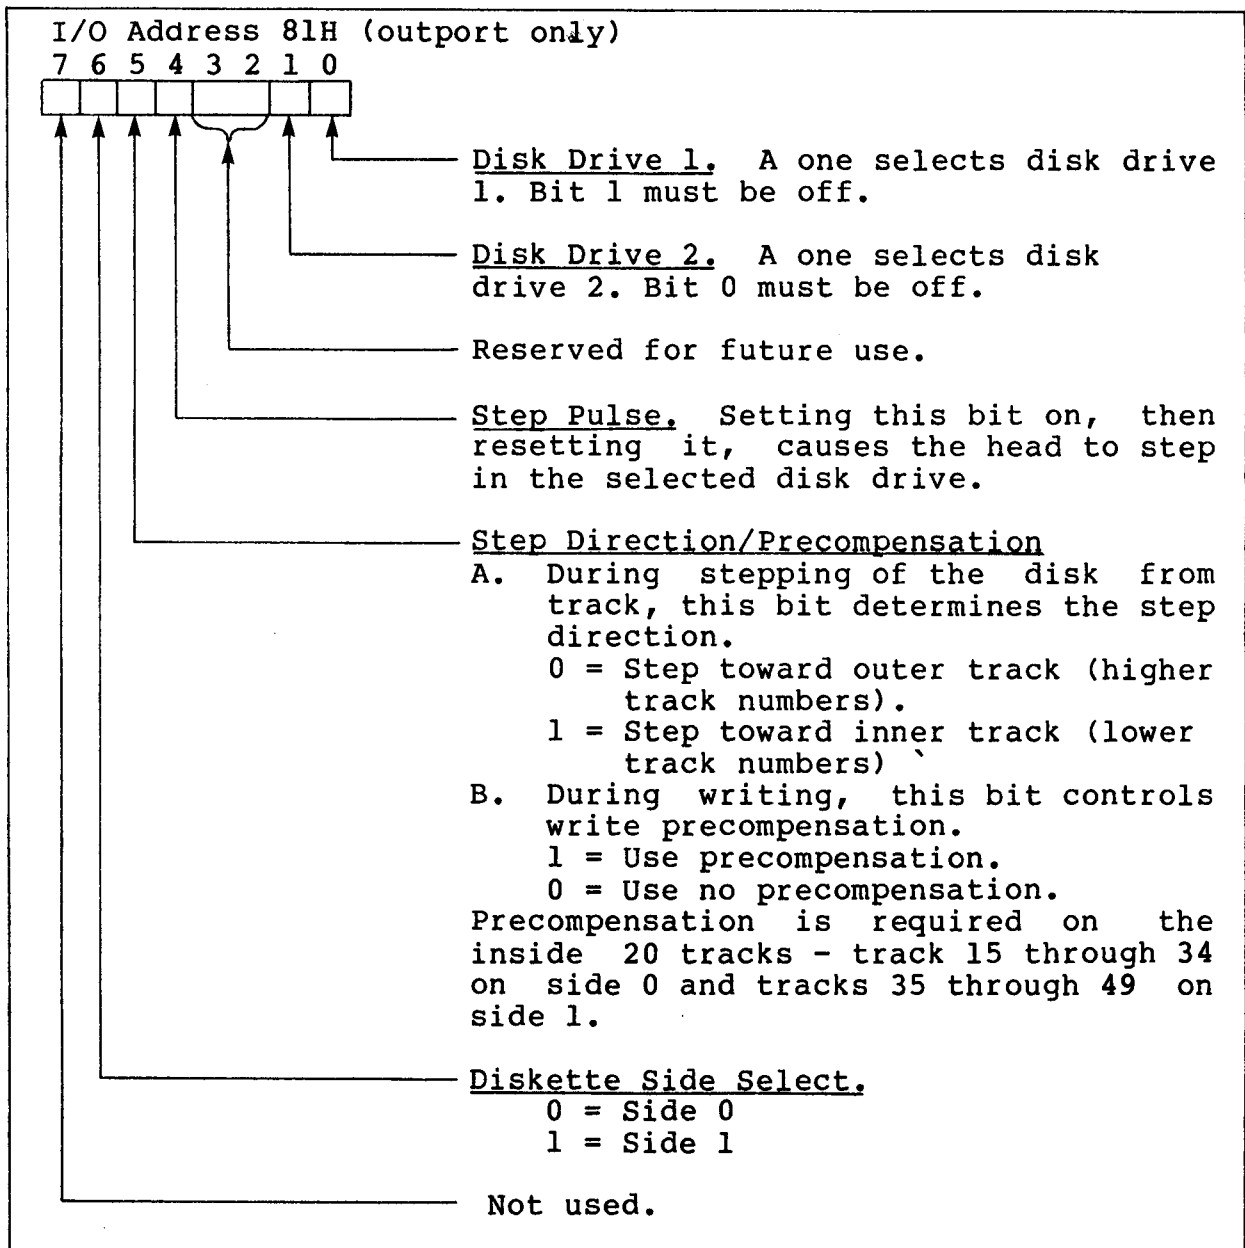 I/O Address 81H (outport only)
7 6 5 4 3 2 1 0
Disk Drive 1. A one selects disk drive
1. Bit 1 must be off.
Disk Drive 2. A one selects disk
drive 2. Bit 0 must be off.
Reserved for future use.
Step Pulse. Setting this bit on, then
resetting it, causes the head to step
in the selected disk drive.
Step Direction/Precompensation
A. During stepping of the disk from
track, this bit determines the step
direction.
0 = Step toward outer track (higher
track numbers).
1 = Step toward inner track (lower
track numbers)
B. During writing, this bit controls
write precompensation.
1 = Use precompensation.
0 = Use no precompensation.
Precompensation is required on the
inside 20 tracks - track 15 through 34
on side 0 and tracks 35 through 49 on
side 1.
Diskette Side Select.
0 = Side 0
1 = Side 1
Not used.